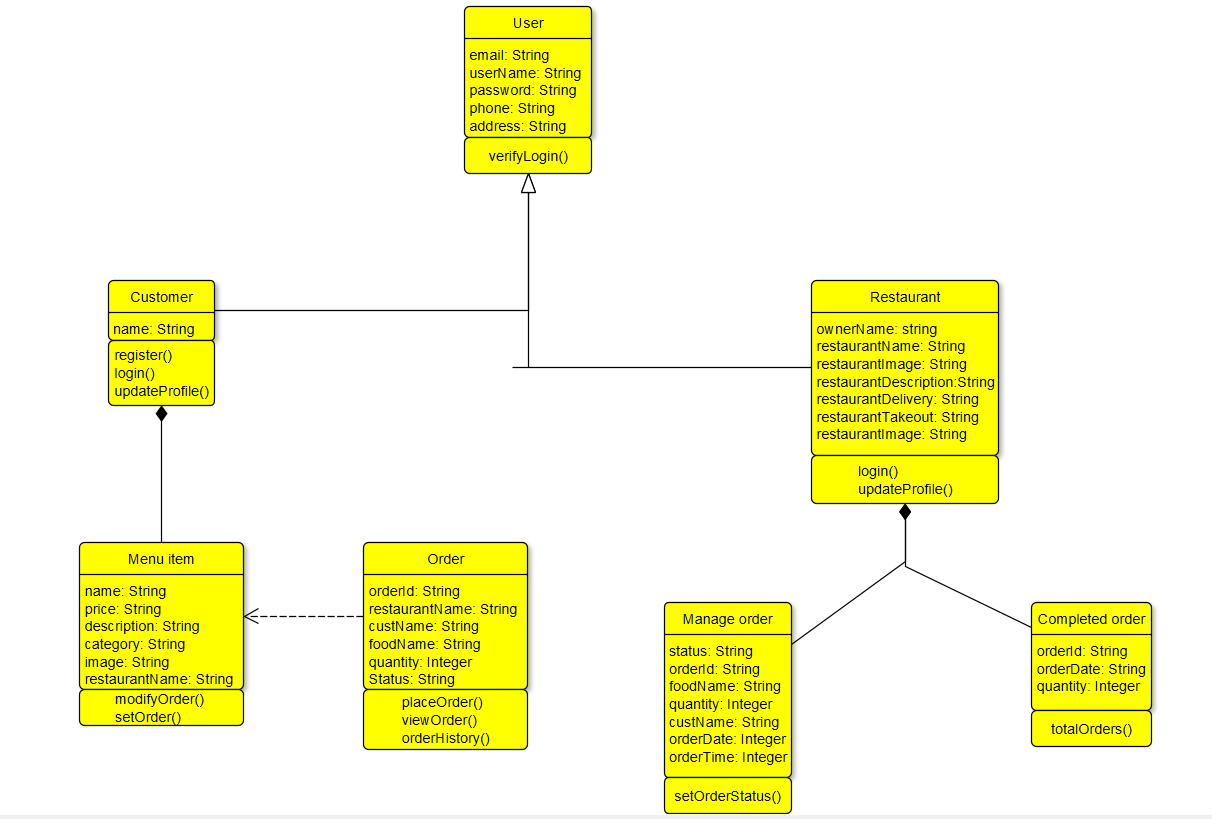 User
email: String
userName: String
password: String
phone: String
address: String
verifyLogin()
Customer
name: String
register()
login()
updateProfile()
Restaurant
ownerName: string
restaurantName: String
restaurantImage: String
restaurantDescription:String
restaurantDelivery: String
restaurantTakeout: String
restaurantImage: String
login()
updateProfile()
Menu item
name: String
price: String
description: String
category: String
image: String
restaurantName: String
modifyOrder()
setOrder()
Order
orderId: String
restaurantName: String
custName: String
foodName: String
quantity: Integer
Status: String
placeOrder()
viewOrder()
orderHistory()
Manage order
status: String
orderId: String
foodName: String
quantity: Integer
custName: String
orderDate: Integer
orderTime: Integer
setOrderStatus()
Completed order
orderId: String
orderDate: String
quantity: Integer
totalOrders()